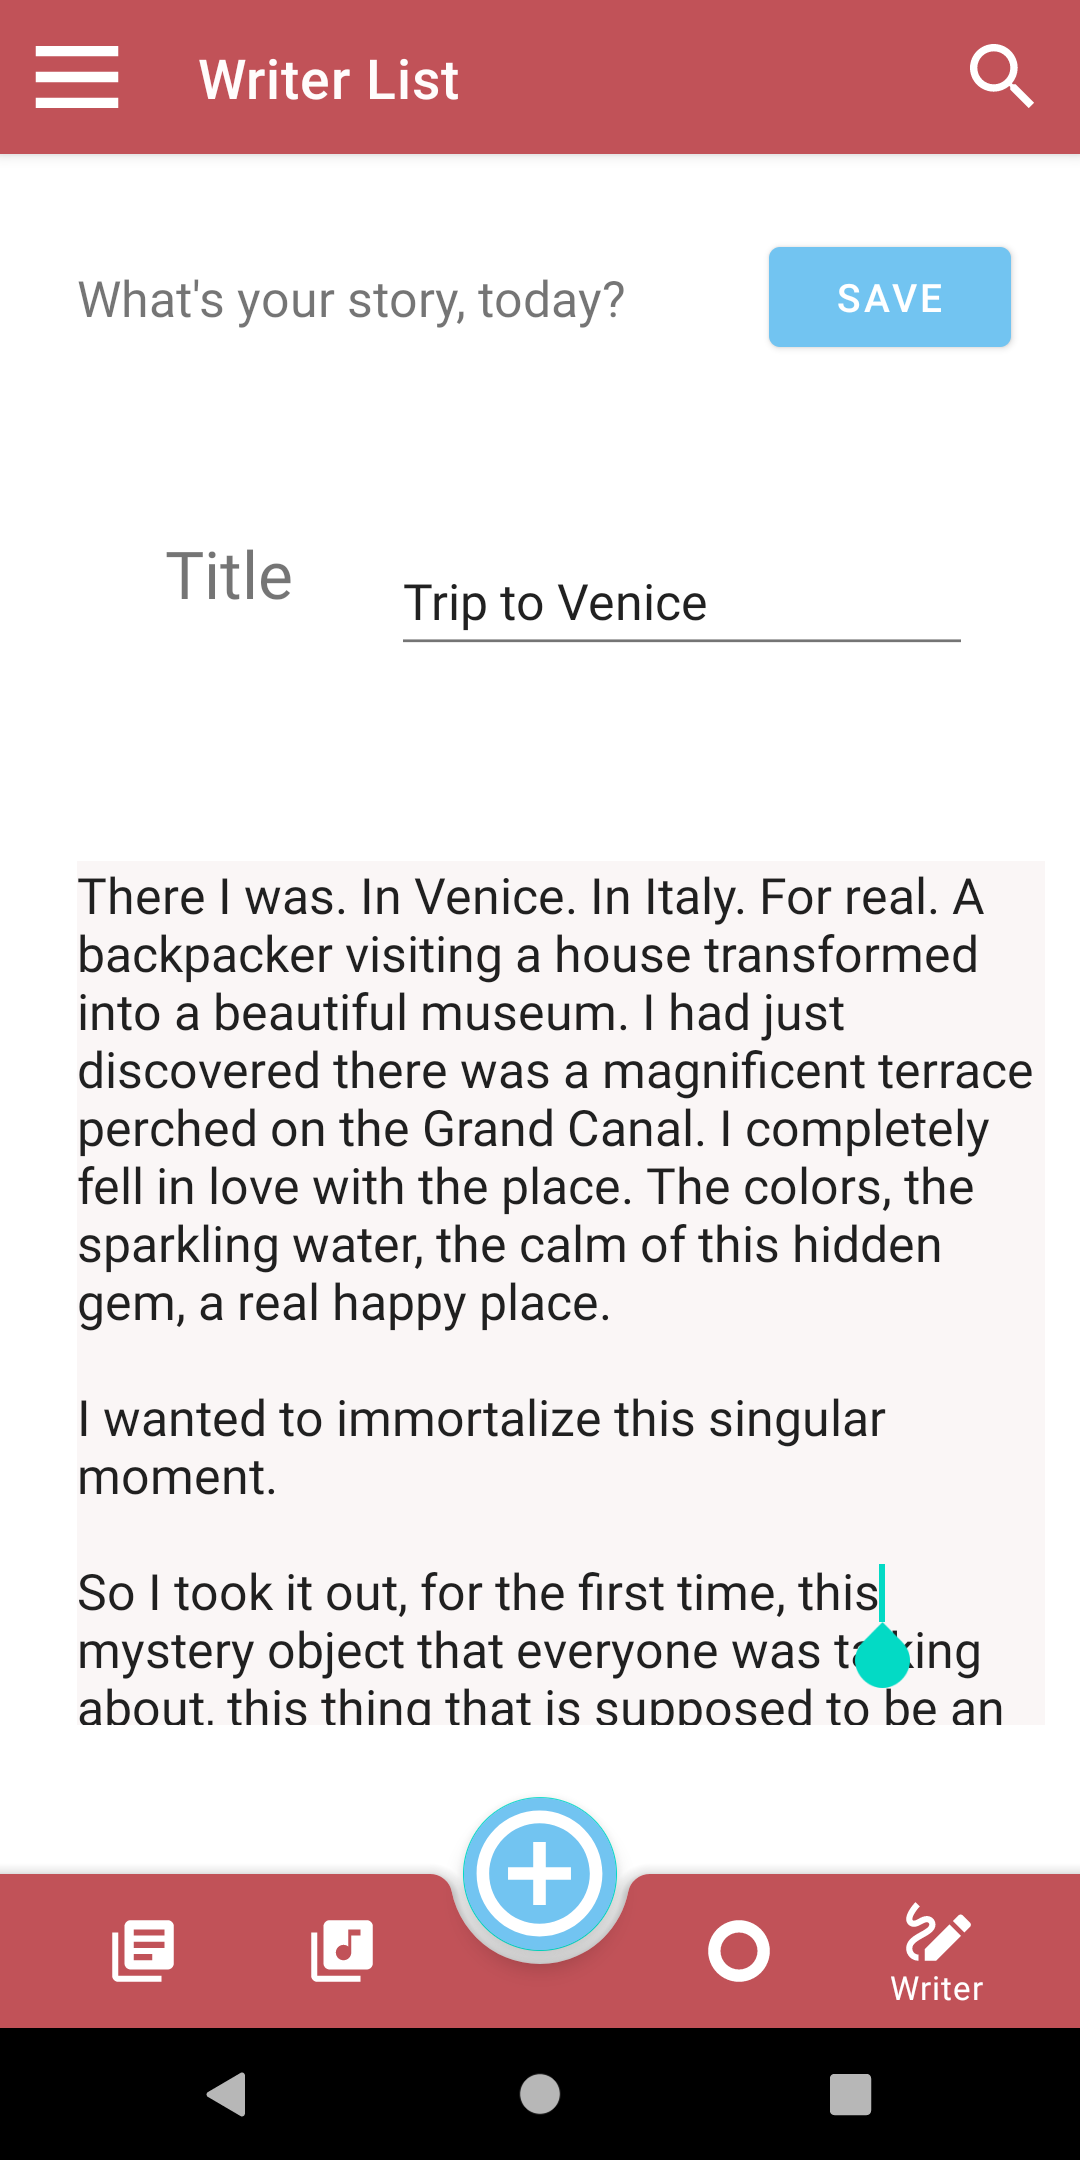 Writer List
What's your story, today?
SAVE
Title
Trip to Venice
There I was. In Venice. In Italy. For real. A
backpacker visiting a house transformed
into a beautiful museum. I had just
discovered there was a magnificent terrace
perched on the Grand Canal. I completely
fell in love with the place. The colors, the
sparkling water, the calm of this hidden
gem, a real happy place.
I wanted to immortalize this singular
moment.
So I took it out, for the first time, this
mystery object that everyone was talking
about, this thing that is supposed to be an
Writer